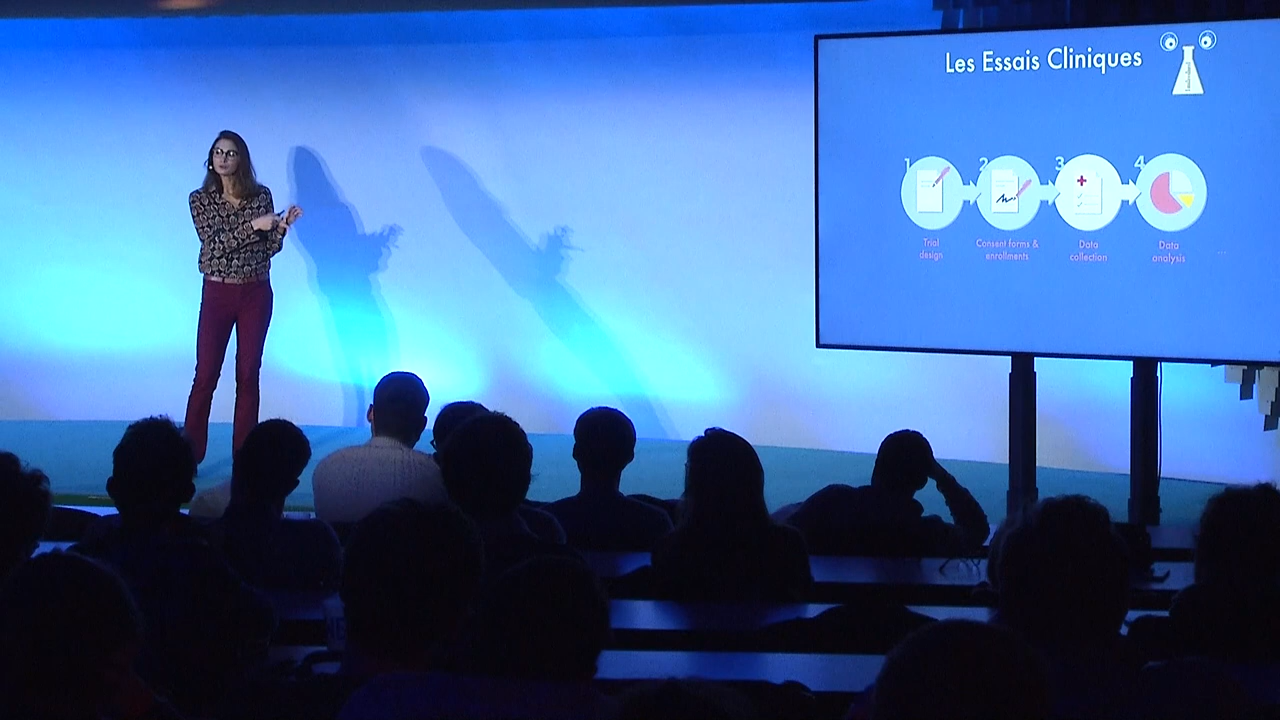 Les Essais Cliniques
1 2 3 4
Trial
design
Consent forms &
enrollments
Data
collection
Data
analysis
...